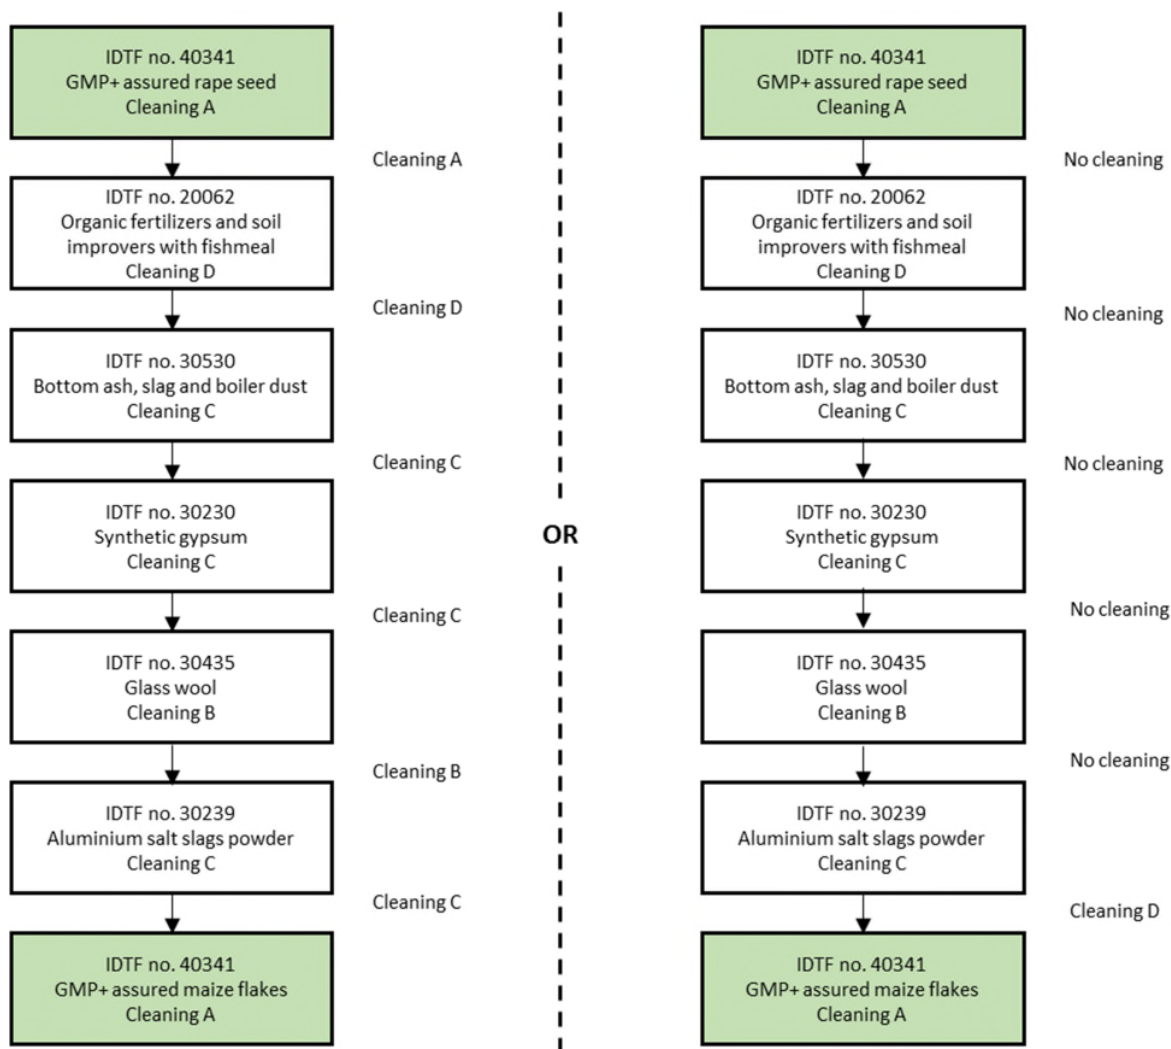 IDTF no. 40341
GMP+ assured rape seed
Cleaning A
Cleaning A
IDTF no. 20062
Organic fertilizers and soil
improvers with fishmeal
Cleaning D
Cleaning D
IDTF no. 30530
Bottom ash, slag and boiler dust
Cleaning C
Cleaning C
IDTF no. 30230
Synthetic gypsum
Cleaning C
Cleaning C
IDTF no. 30435
Glass wool
Cleaning B
Cleaning B
IDTF no. 30239
Aluminium salt slags powder
Cleaning C
Cleaning C
IDTF no. 40341
GMP+ assured maize flakes
Cleaning A
OR
IDTF no. 40341
GMP+ assured rape seed
Cleaning A
No cleaning
IDTF no. 20062
Organic fertilizers and soil
improvers with fishmeal
Cleaning D
No cleaning
IDTF no. 30530
Bottom ash, slag and boiler dust
Cleaning C
No cleaning
IDTF no. 30230
Synthetic gypsum
Cleaning C
No cleaning
IDTF no. 30435
Glass wool
Cleaning B
No cleaning
IDTF no. 30239
Aluminium salt slags powder
Cleaning C
Cleaning D
IDTF no. 40341
GMP+ assured maize flakes
Cleaning A